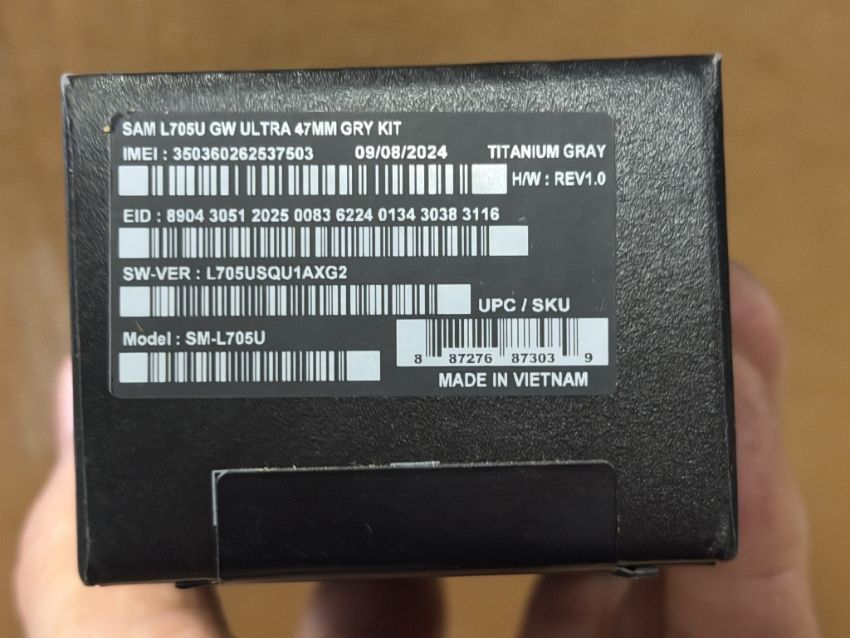 SAM L705U GW ULTRA 47MM GRY KIT
IMEI : 350360262537503 09/08/2024 TITANIUM GRAY
H/W : REV1.0
EID : 8904 3051 2025 0083 6224 0134 3038 3116
SW-VER : L705USQU1AXG2
UPC / SKU
Model : SM-L705U
8 87276 87303 9
MADE IN VIETNAM